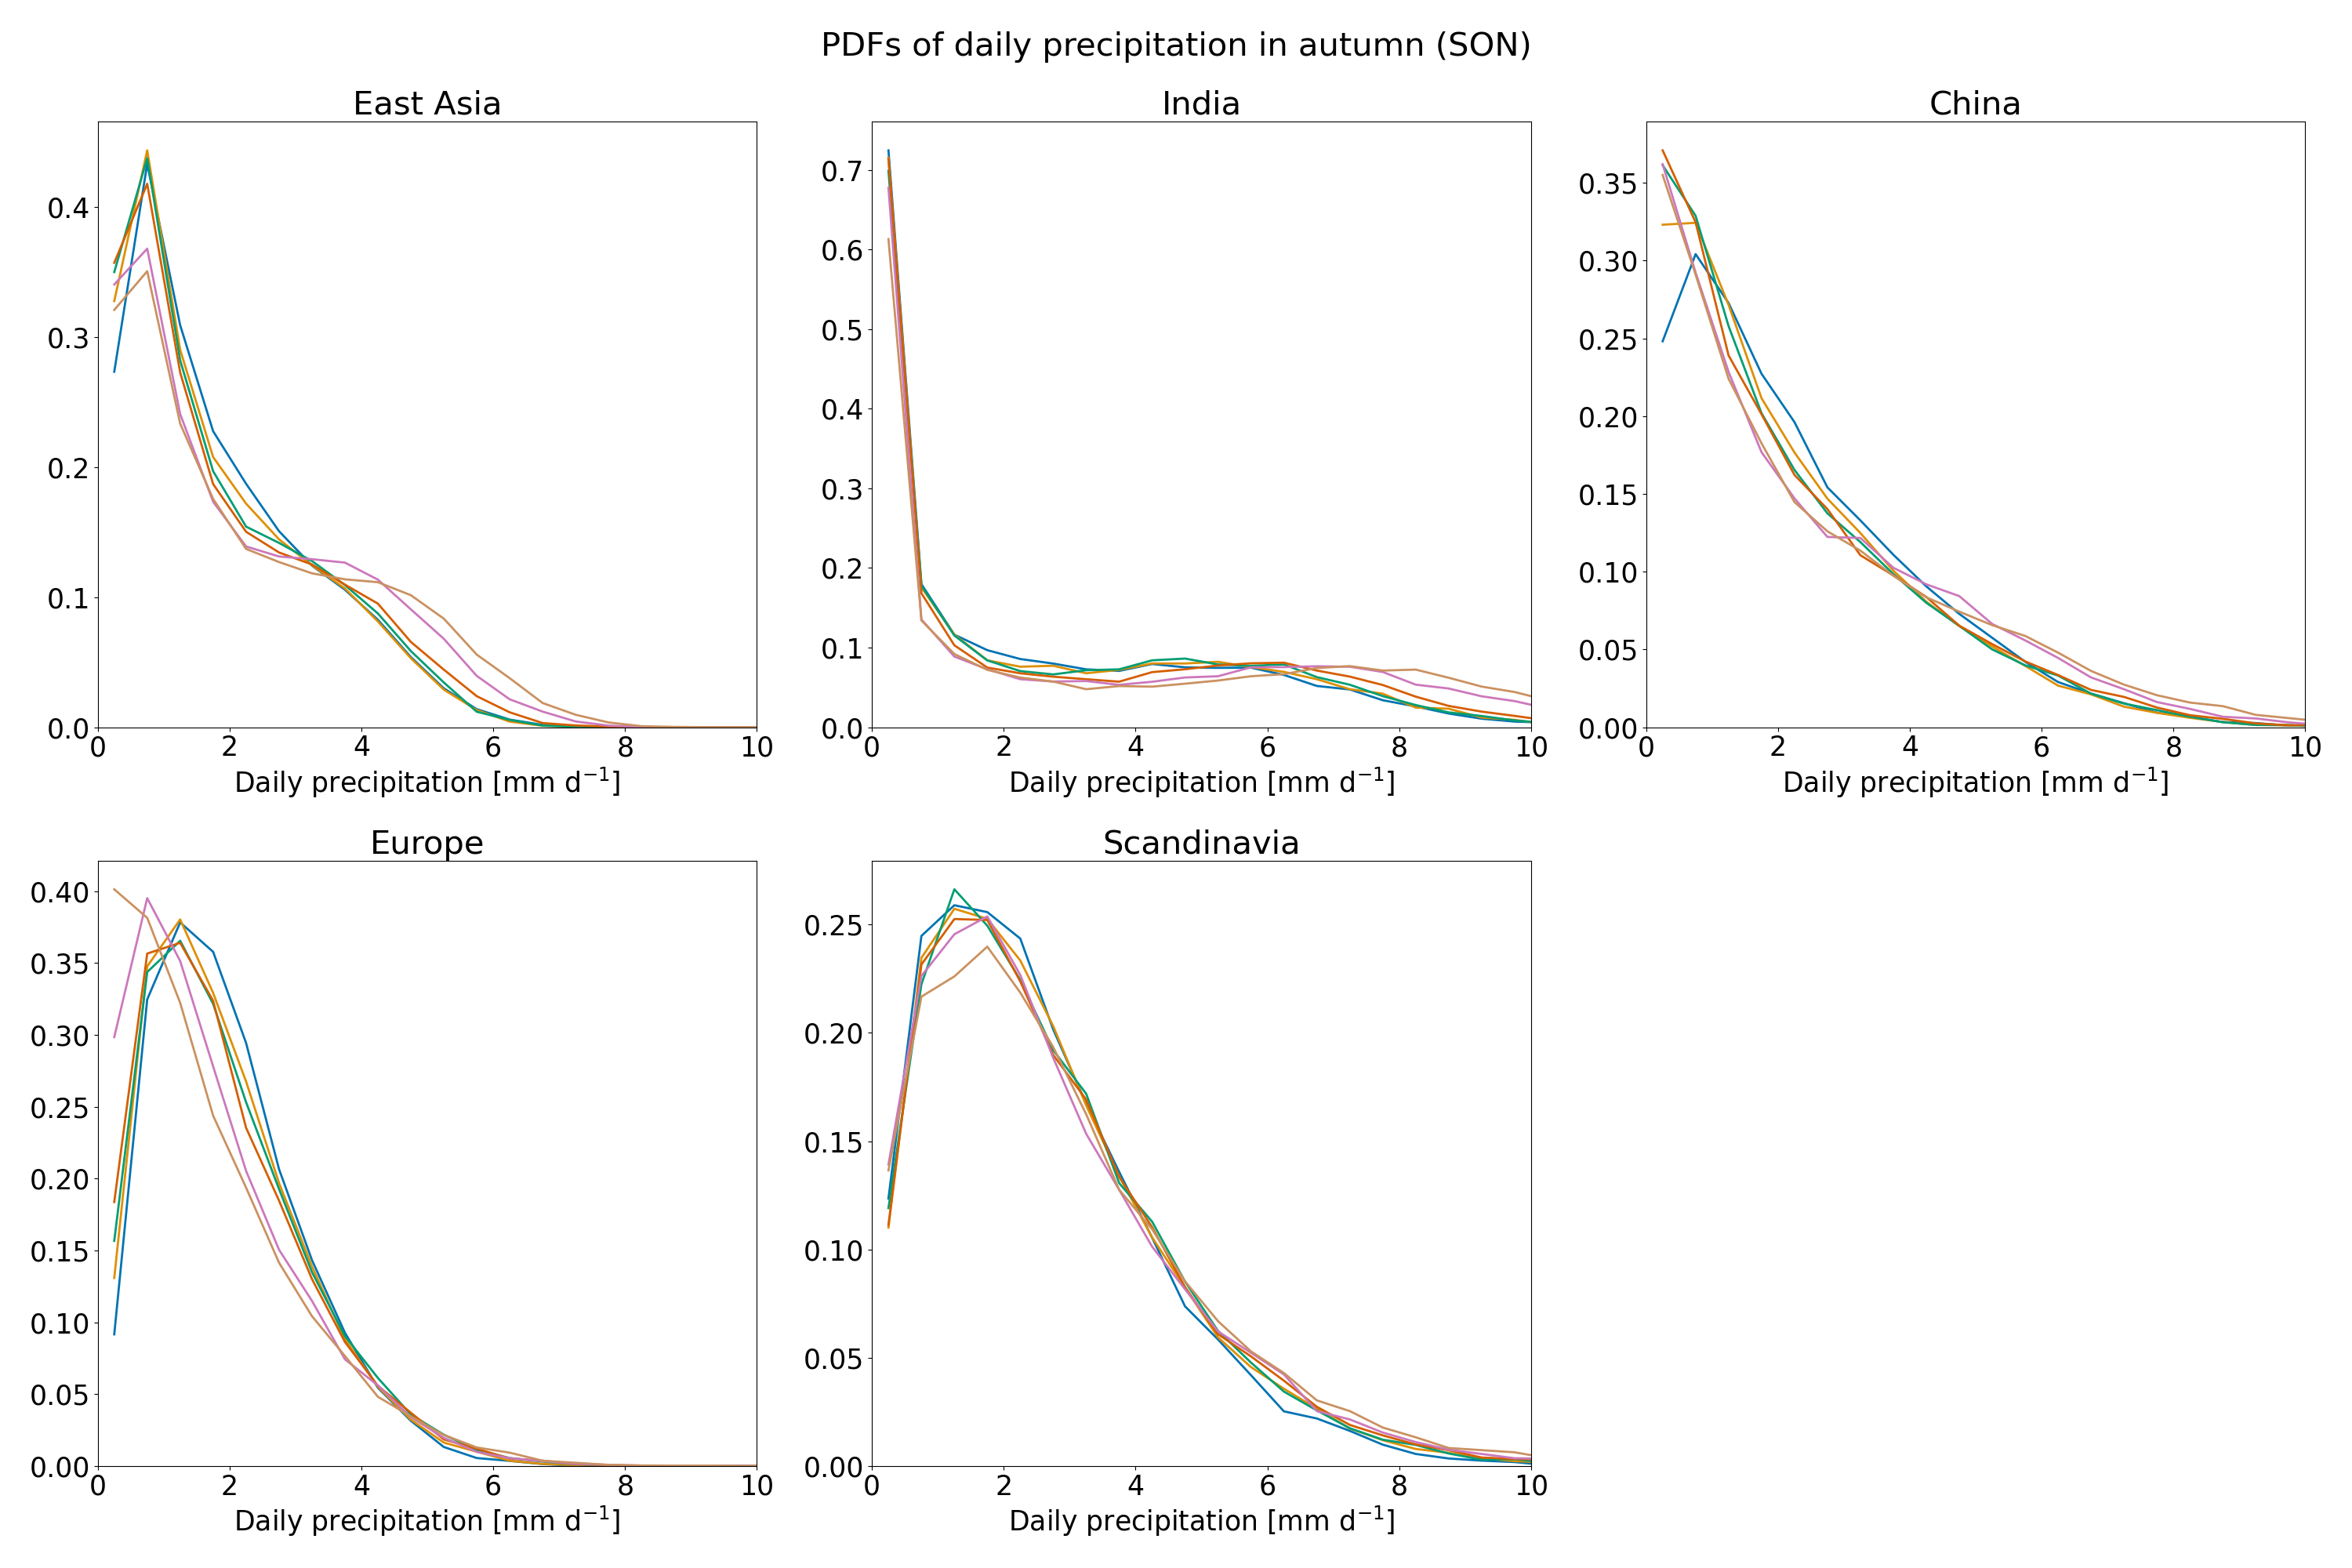 PDFs of daily precipitation in autumn (SON)
East Asia
0.4
0.3
0.2
0.1
0.0
0 2 4 6 8 10
Daily precipitation [mm d⁻¹]
India
0.7
0.6
0.5
0.4
0.3
0.2
0.1
0.0
0 2 4 6 8 10
Daily precipitation [mm d⁻¹]
China
0.35
0.30
0.25
0.20
0.15
0.10
0.05
0.00
0 2 4 6 8 10
Daily precipitation [mm d⁻¹]
Europe
0.40
0.35
0.30
0.25
0.20
0.15
0.10
0.05
0.00
0 2 4 6 8 10
Daily precipitation [mm d⁻¹]
Scandinavia
0.25
0.20
0.15
0.10
0.05
0.00
0 2 4 6 8 10
Daily precipitation [mm d⁻¹]